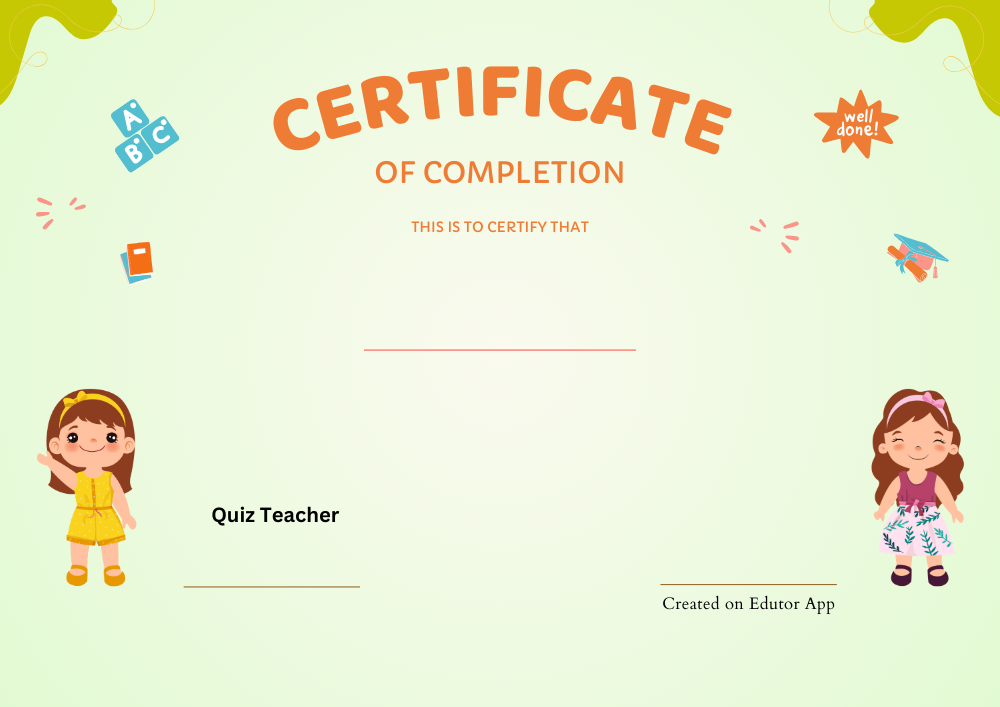 CERTIFICATE
OF COMPLETION
THIS IS TO CERTIFY THAT
A
B C
well
done!
Quiz Teacher
Created on Edutor App